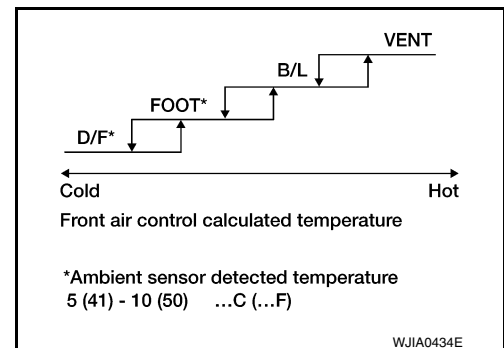 VENT
B/L
FOOT*
D/F*
Cold Hot
Front air control calculated temperature
*Ambient sensor detected temperature
5 (41) - 10 (50) ...C (...F)
WJIA0434E